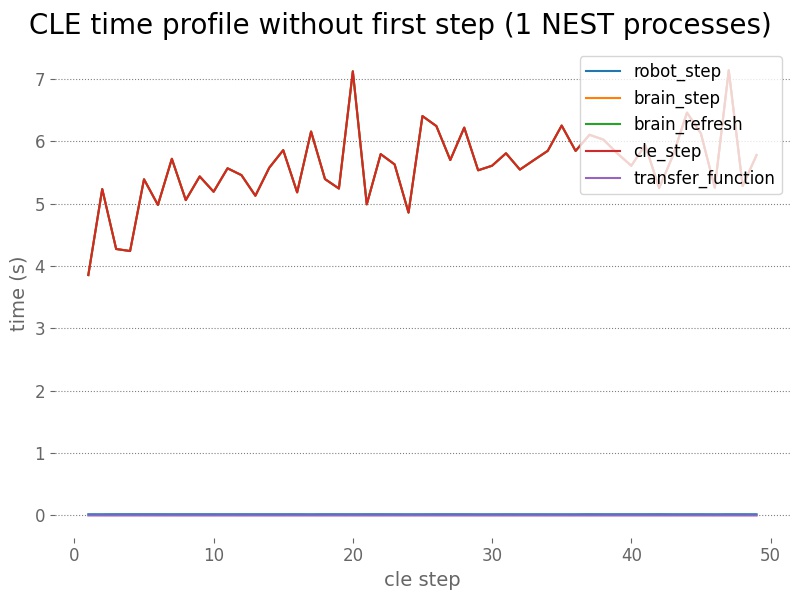 CLE time profile without first step (1 NEST processes)
robot_step
brain_step
brain_refresh
cle_step
transfer_function
time (s)
7
6
5
4
3
2
1
0
0 10 20 30 40 50
cle step